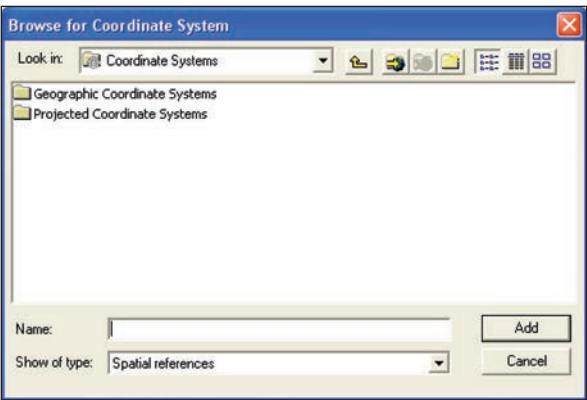 Browse for Coordinate System
Look in: Coordinate Systems
Geographic Coordinate Systems
Projected Coordinate Systems
Name:
Add
Show of type: Spatial references
Cancel